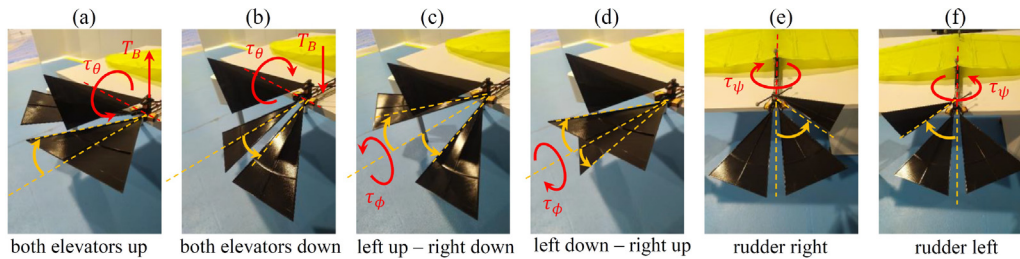 (a) (b) (c) (d) (e) (f)
τ_θ T_B τ_θ T_B τ_ϕ τ_ϕ τ_ψ τ_ψ
both elevators up both elevators down left up – right down left down – right up rudder right rudder left